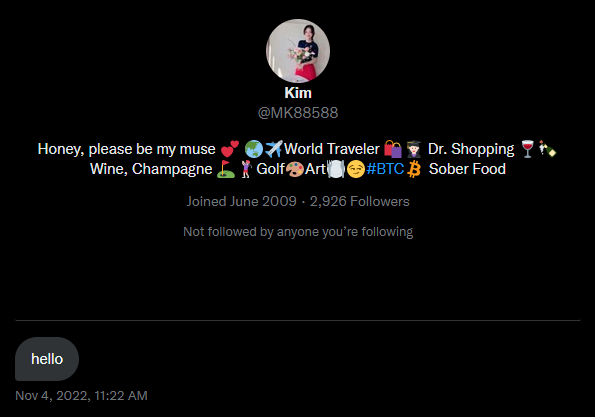 Kim
@MK88588
Honey, please be my muse 💕 🌏✈️World Traveler 🛍️ 👩‍🎓 Dr. Shopping 🍷🍾
Wine, Champagne ⛳ 🏌️‍♀️Golf🎨Art🍽️😏#BTC₿ Sober Food
Joined June 2009 · 2,926 Followers
Not followed by anyone you're following
hello
Nov 4, 2022, 11:22 AM